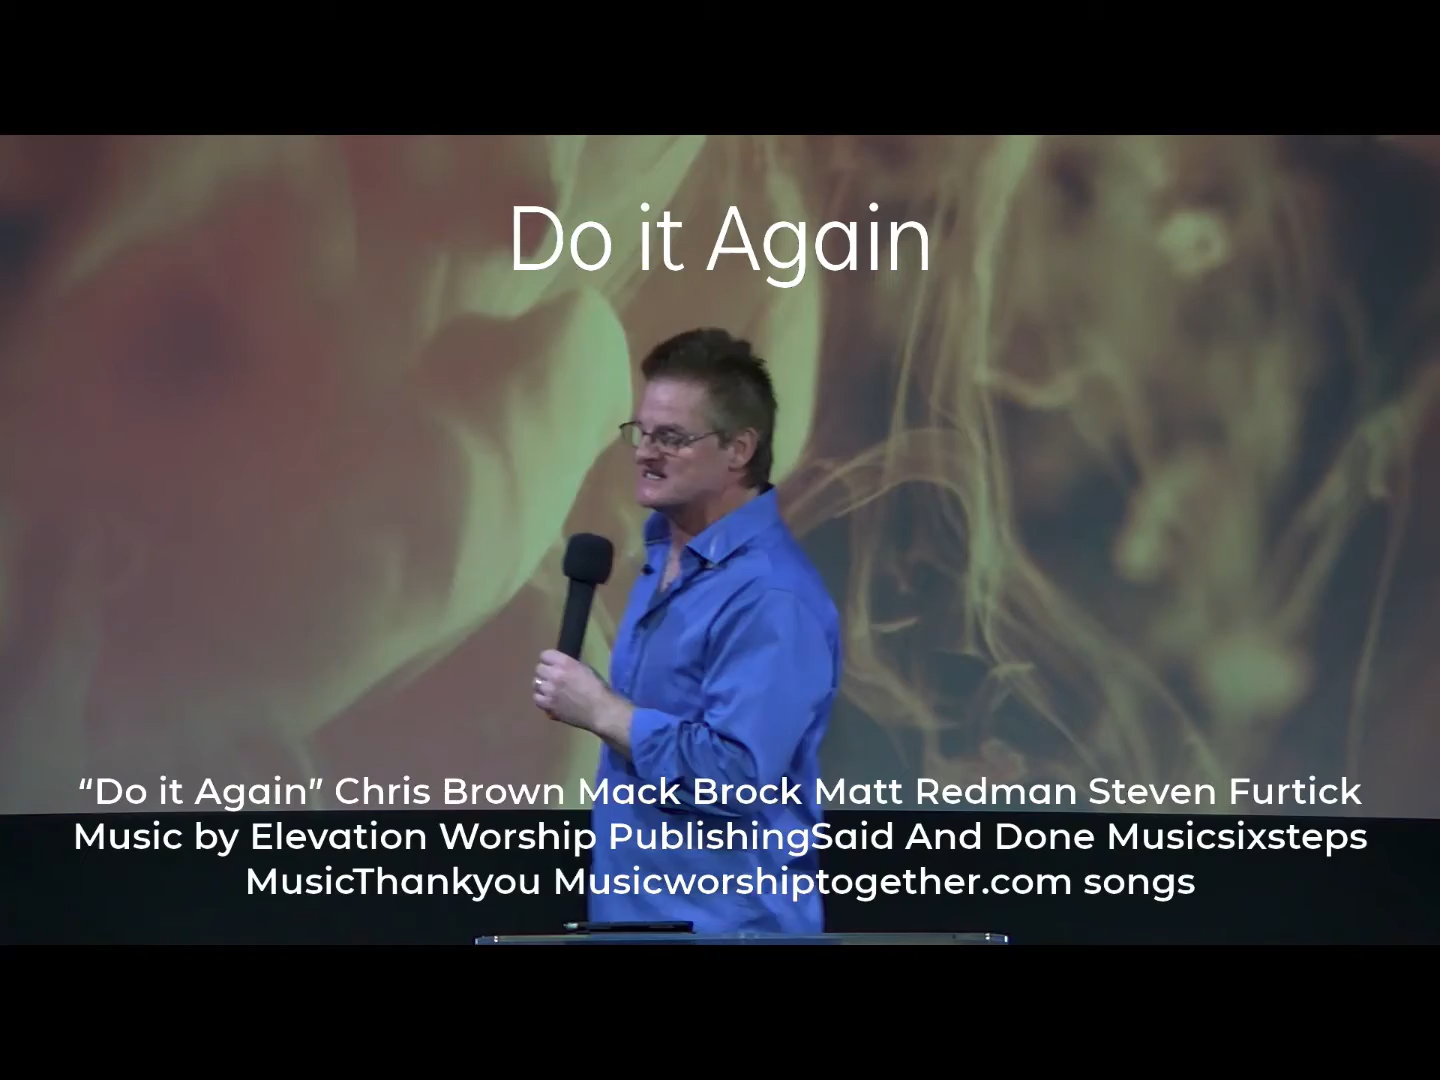 Do it Again
“Do it Again” Chris Brown Mack Brock Matt Redman Steven Furtick
Music by Elevation Worship PublishingSaid And Done Musicsixsteps
MusicThankyou Musicworshiptogether.com songs